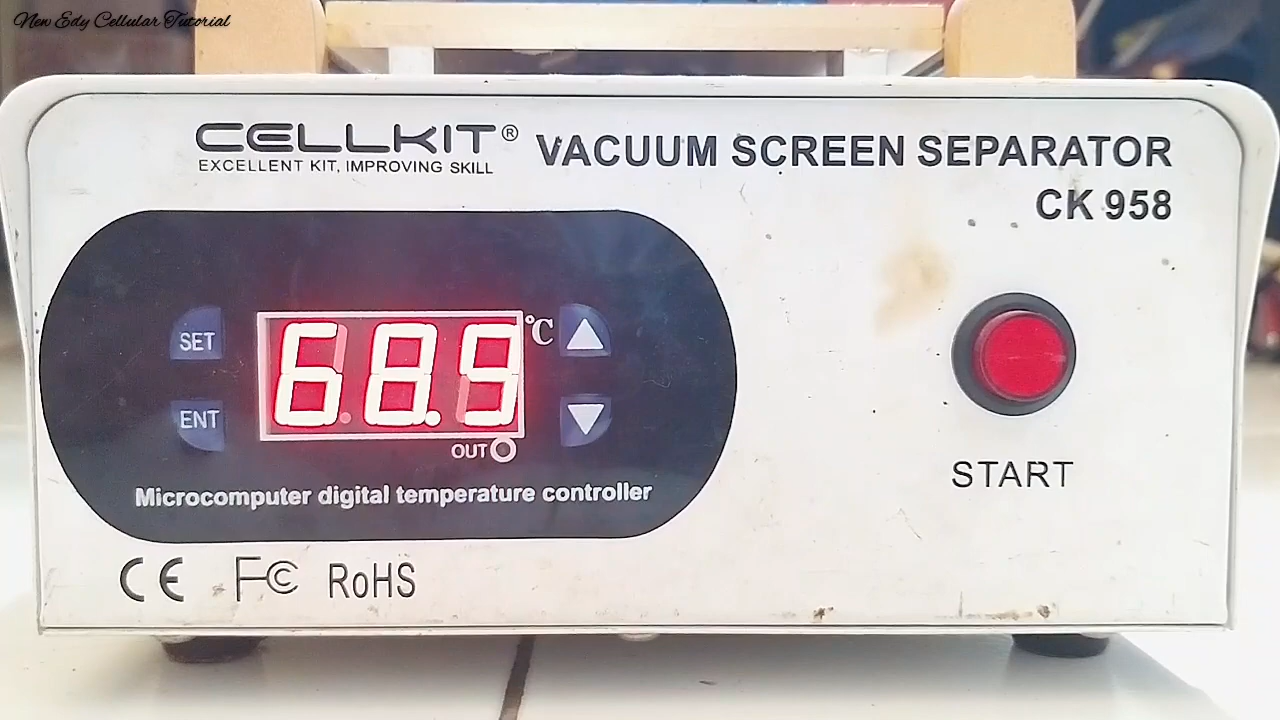 New Edy Cellular Tutorial
CELLKIT® VACUUM SCREEN SEPARATOR
EXCELLENT KIT, IMPROVING SKILL
CK 958
SET
68.9 °C
ENT
OUT
Microcomputer digital temperature controller
START
CE FC RoHS